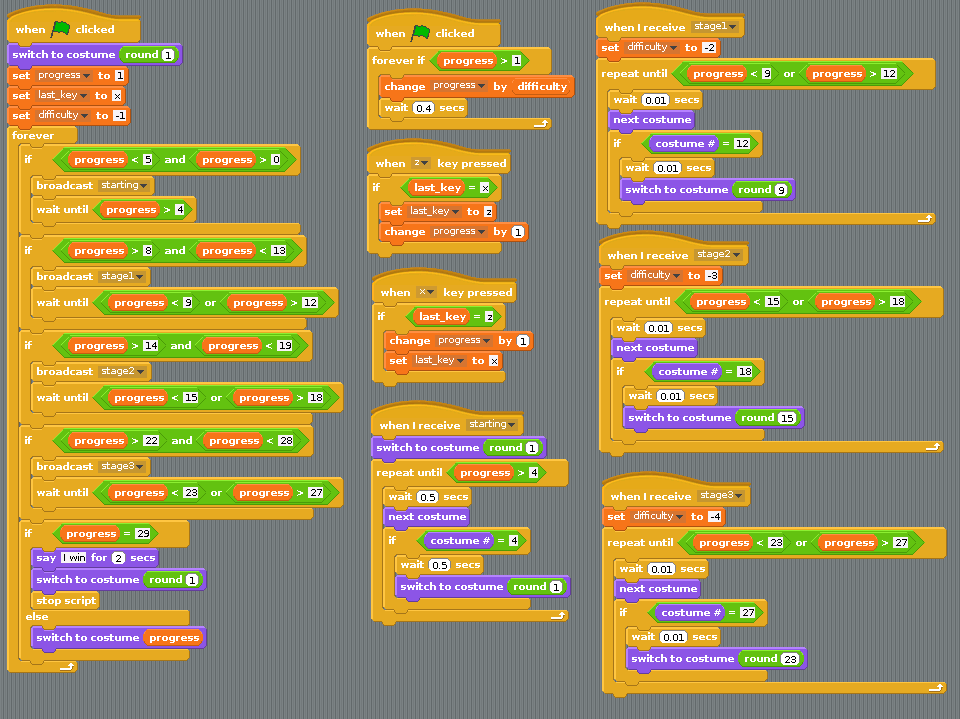 when clicked
switch to costume round 1
set progress to 1
set last_key to x
set difficulty to -1
forever
if progress < 5 and progress > 0
broadcast starting
wait until progress > 4
if progress > 8 and progress < 13
broadcast stage1
wait until progress < 9 or progress > 12
if progress > 14 and progress < 19
broadcast stage2
wait until progress < 15 or progress > 18
if progress > 22 and progress < 28
broadcast stage3
wait until progress < 23 or progress > 27
if progress = 29
say I win for 2 secs
switch to costume round 1
stop script
else
switch to costume progress
when clicked
forever if progress > 1
change progress by difficulty
wait 0.4 secs
when z key pressed
if last_key = x
set last_key to z
change progress by 1
when x key pressed
if last_key = z
change progress by 1
set last_key to x
when I receive starting
switch to costume round 1
repeat until progress > 4
wait 0.5 secs
next costume
if costume # = 4
wait 0.5 secs
switch to costume round 1
when I receive stage1
set difficulty to -2
repeat until progress < 9 or progress > 12
wait 0.01 secs
next costume
if costume # = 12
wait 0.01 secs
switch to costume round 9
when I receive stage2
set difficulty to -3
repeat until progress < 15 or progress > 18
wait 0.01 secs
next costume
if costume # = 18
wait 0.01 secs
switch to costume round 15
when I receive stage3
set difficulty to -4
repeat until progress < 23 or progress > 27
wait 0.01 secs
next costume
if costume # = 27
wait 0.01 secs
switch to costume round 23